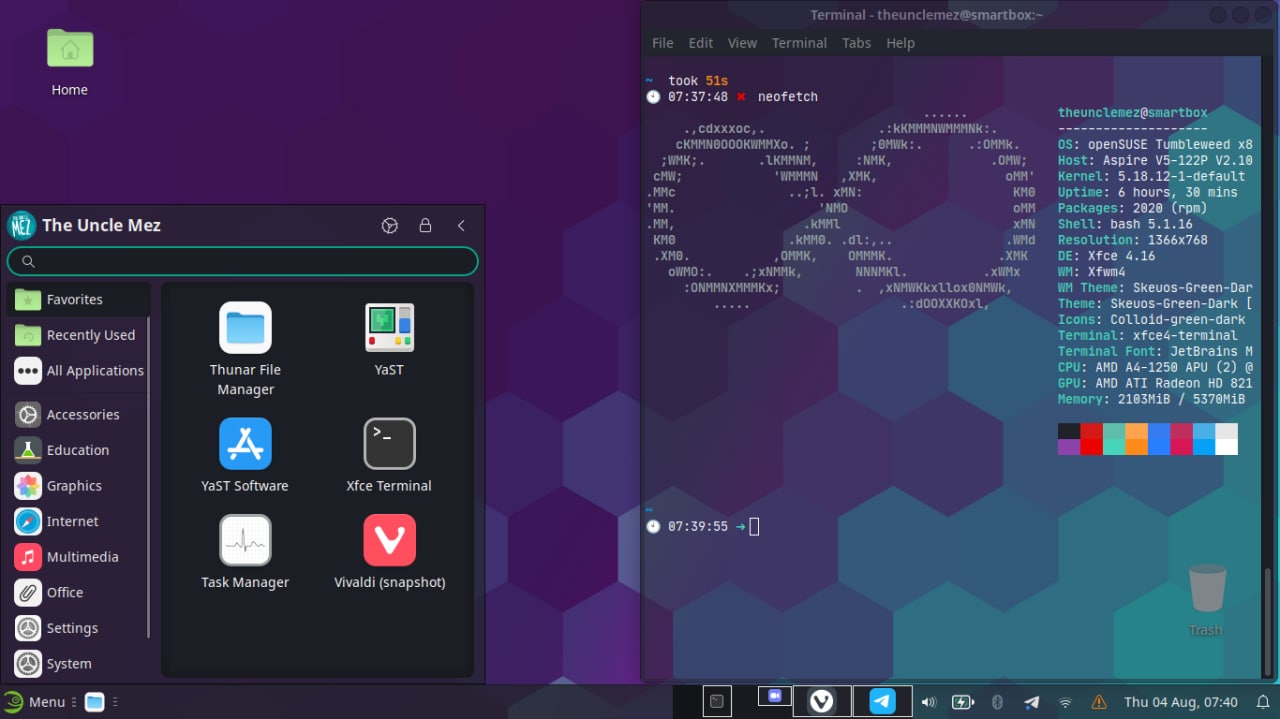 Home
The Uncle Mez
Favorites
Recently Used
All Applications
Accessories
Education
Graphics
Internet
Multimedia
Office
Settings
System
Thunar File
Manager
YaST
YaST Software
Xfce Terminal
Task Manager
Vivaldi (snapshot)
Terminal - theunclemez@smartbox:~
File Edit View Terminal Tabs Help
~ took 51s
07:37:48 ✖ neofetch
theunclemez@smartbox
--------------------
OS: openSUSE Tumbleweed x8
Host: Aspire V5-122P V2.10
Kernel: 5.18.12-1-default
Uptime: 6 hours, 30 mins
Packages: 2020 (rpm)
Shell: bash 5.1.16
Resolution: 1366x768
DE: Xfce 4.16
WM: Xfwm4
WM Theme: Skeuos-Green-Dar
Theme: Skeuos-Green-Dark [
Icons: Colloid-green-dark
Terminal: xfce4-terminal
Terminal Font: JetBrains M
CPU: AMD A4-1250 APU (2) @
GPU: AMD ATI Radeon HD 821
Memory: 2103MiB / 5370MiB
~
07:39:55 ➜
Trash
Menu
Thu 04 Aug, 07:40